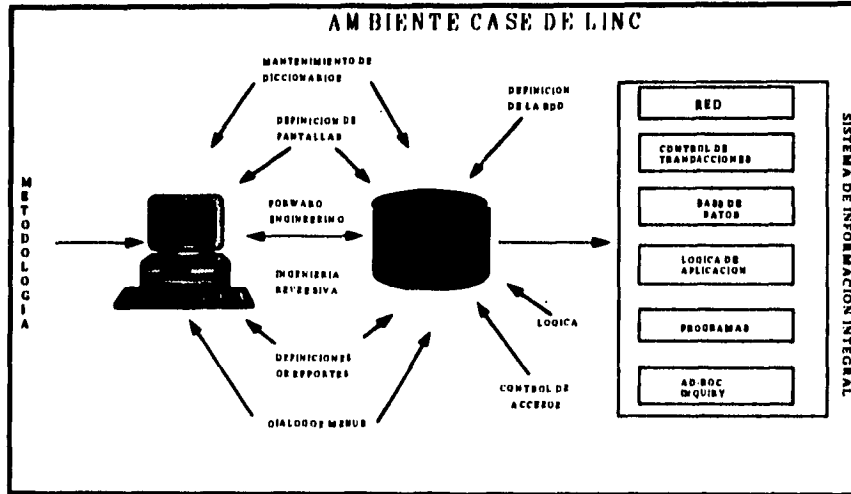 AMBIENTE CASE DE LINC
MANTENIMIENTO DE
DICCIONARIOS
DEFINICION
DE LA BDD
DEFINICION DE
PANTALLAS
METODOLOGIA
FORWARD
ENGINEERING
INGENIERIA
REVERSIVA
DEFINICIONES
DE REPORTES
DIALOGOS MENUS
LOGICA
CONTROL DE
ACCESOS
RED
CONTROL DE
TRANDACCIONES
BASE DE
DATOS
LOGICA DE
APLICACION
PROGRAMAS
AD-HOC
INQUIRY
SISTEMA DE INFORMACION INTEGRAL